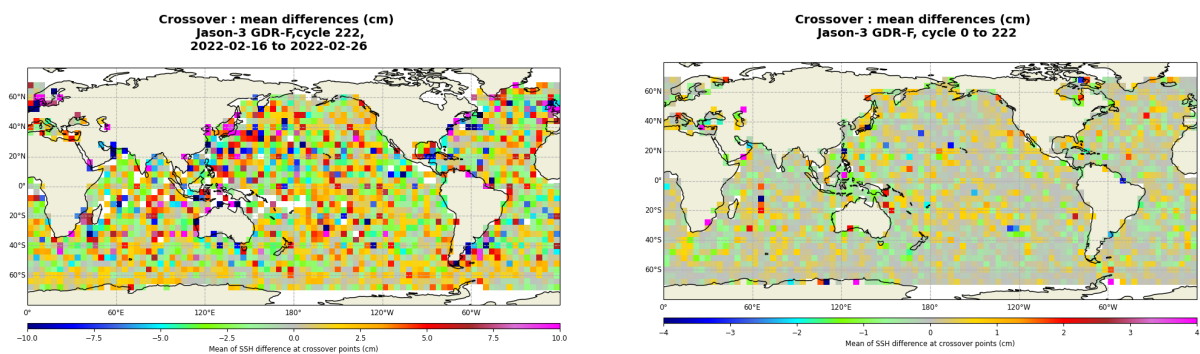 Crossover : mean differences (cm)
Jason-3 GDR-F,cycle 222,
2022-02-16 to 2022-02-26
60°N
40°N
20°N
0°
20°S
40°S
60°S
0°
60°E
120°E
180°
120°W
60°W
−10.0
−7.5
−5.0
−2.5
0.0
2.5
5.0
7.5
10.0
Mean of SSH difference at crossover points (cm)
Crossover : mean differences (cm)
Jason-3 GDR-F, cycle 0 to 222
60°N
40°N
20°N
0°
20°S
40°S
60°S
0°
60°E
120°E
180°
120°W
60°W
−4
−3
−2
−1
0
1
2
3
4
Mean of SSH difference at crossover points (cm)